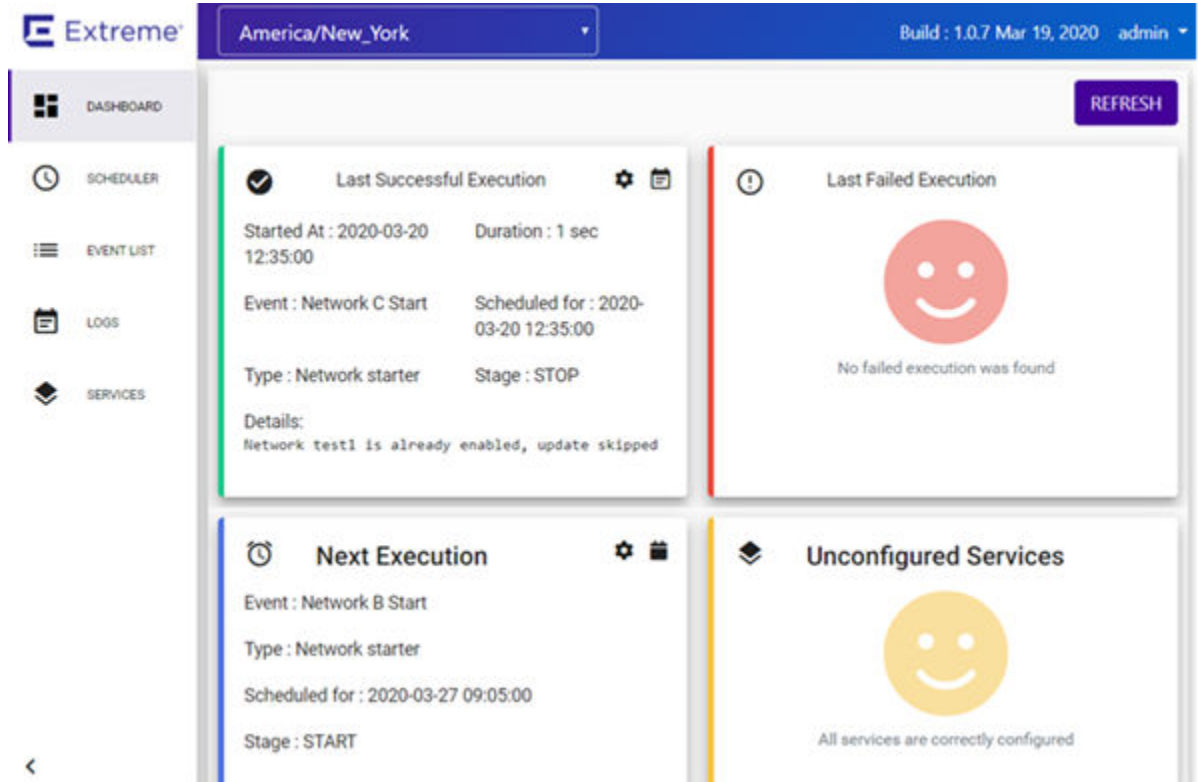 Extreme
America/New_York
Build : 1.0.7 Mar 19, 2020 admin
DASHBOARD
SCHEDULER
EVENT LIST
LOGS
SERVICES
REFRESH
Last Successful Execution
Started At : 2020-03-20
12:35:00
Duration : 1 sec
Event : Network C Start
Scheduled for : 2020-
03-20 12:35:00
Type : Network starter
Stage : STOP
Details:
Network test1 is already enabled, update skipped
Last Failed Execution
No failed execution was found
Next Execution
Event : Network B Start
Type : Network starter
Scheduled for : 2020-03-27 09:05:00
Stage : START
Unconfigured Services
All services are correctly configured